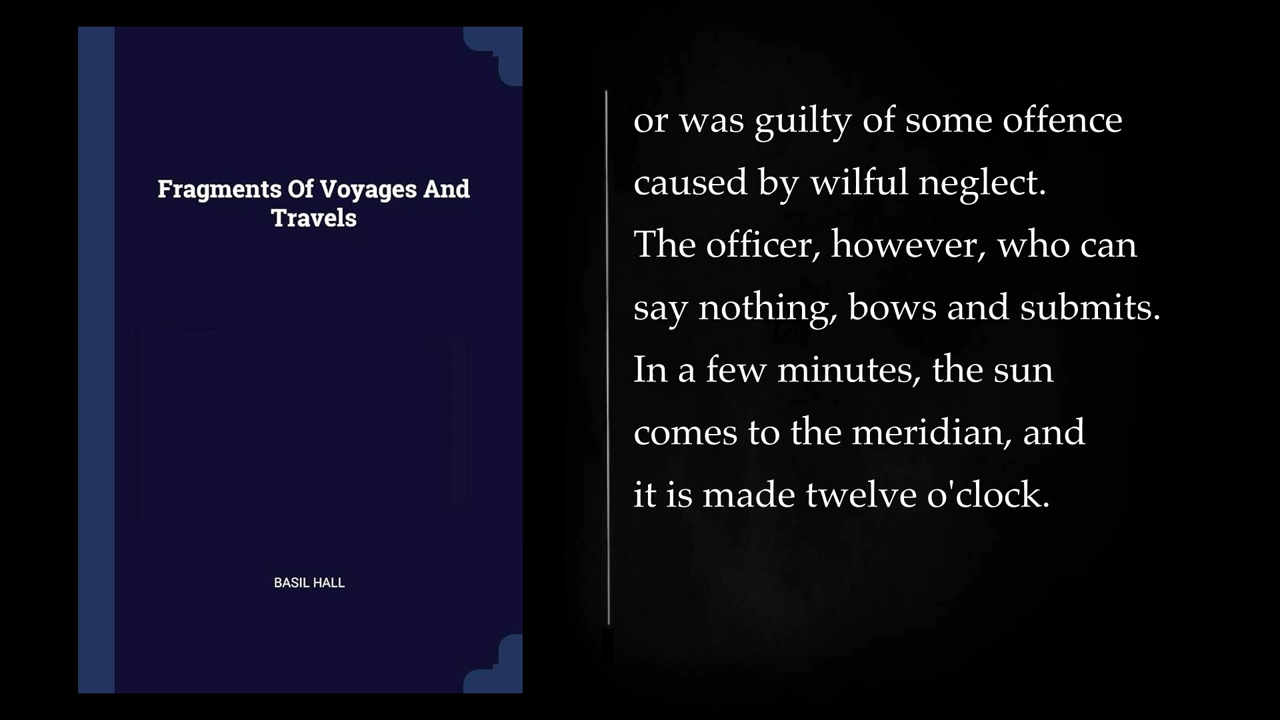 Fragments Of Voyages And
Travels
BASIL HALL
or was guilty of some offence
caused by wilful neglect.
The officer, however, who can
say nothing, bows and submits.
In a few minutes, the sun
comes to the meridian, and
it is made twelve o'clock.